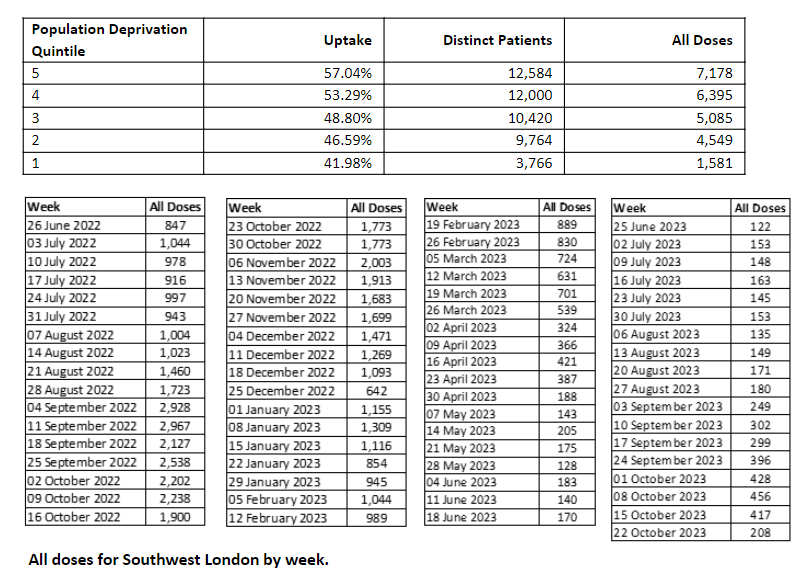 Population Deprivation
Quintile Uptake Distinct Patients All Doses
5 57.04% 12,584 7,178
4 53.29% 12,000 6,395
3 48.80% 10,420 5,085
2 46.59% 9,764 4,549
1 41.98% 3,766 1,581
Week All Doses
26 June 2022 847
03 July 2022 1,044
10 July 2022 978
17 July 2022 916
24 July 2022 997
31 July 2022 943
07 August 2022 1,004
14 August 2022 1,023
21 August 2022 1,460
28 August 2022 1,723
04 September 2022 2,928
11 September 2022 2,967
18 September 2022 2,127
25 September 2022 2,538
02 October 2022 2,202
09 October 2022 2,238
16 October 2022 1,900
Week All Doses
23 October 2022 1,773
30 October 2022 1,773
06 November 2022 2,003
13 November 2022 1,913
20 November 2022 1,683
27 November 2022 1,699
04 December 2022 1,471
11 December 2022 1,269
18 December 2022 1,093
25 December 2022 642
01 January 2023 1,155
08 January 2023 1,309
15 January 2023 1,116
22 January 2023 854
29 January 2023 945
05 February 2023 1,044
12 February 2023 989
Week All Doses
19 February 2023 889
26 February 2023 830
05 March 2023 724
12 March 2023 631
19 March 2023 701
26 March 2023 539
02 April 2023 324
09 April 2023 366
16 April 2023 421
23 April 2023 387
30 April 2023 188
07 May 2023 143
14 May 2023 205
21 May 2023 175
28 May 2023 128
04 June 2023 183
11 June 2023 140
18 June 2023 170
Week All Doses
25 June 2023 122
02 July 2023 153
09 July 2023 148
16 July 2023 163
23 July 2023 145
30 July 2023 153
06 August 2023 135
13 August 2023 149
20 August 2023 171
27 August 2023 180
03 September 2023 249
10 September 2023 302
17 September 2023 299
24 September 2023 396
01 October 2023 428
08 October 2023 456
15 October 2023 417
22 October 2023 208
All doses for Southwest London by week.